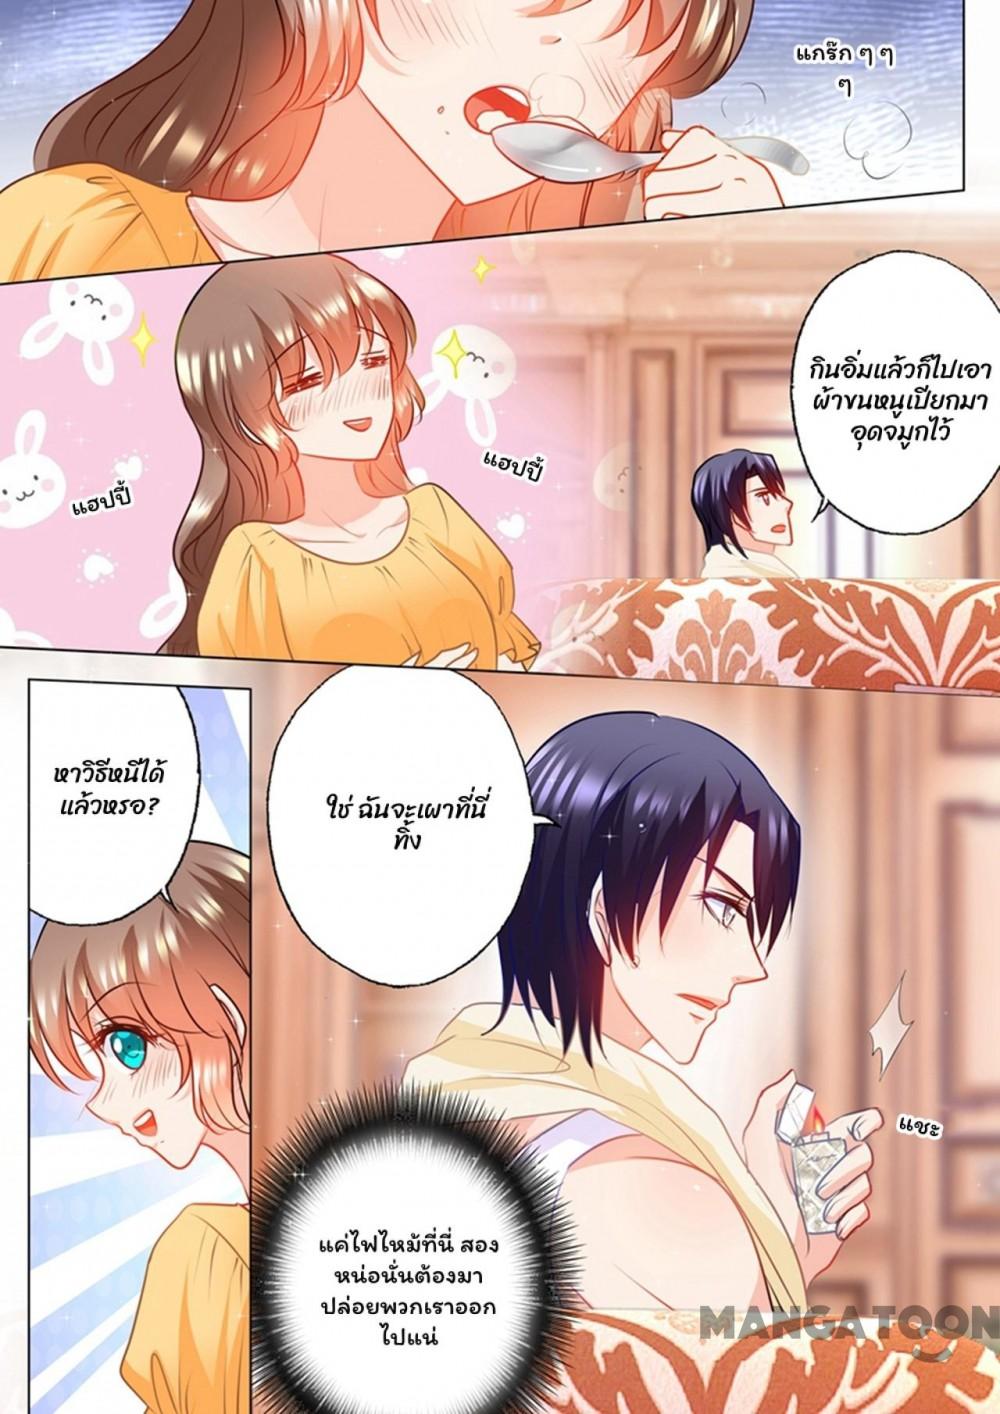 แกร๊ก ๆ ๆ
ๆ
กินอิ่มแล้วก็ไปเอา
ผ้าขนหนูเปียกมา
อุดจมูกไว้
แฮปปี้
แฮปปี้
หาวิธีหนีได้
แล้วหรอ?
ใช่ ฉันจะเผาที่นี่
ทิ้ง
แชะ
แค่ไฟไหม้ที่นี่ สอง
หน่อนั่นต้องมา
ปล่อยพวกเราออก
ไปแน่
MANGATOON